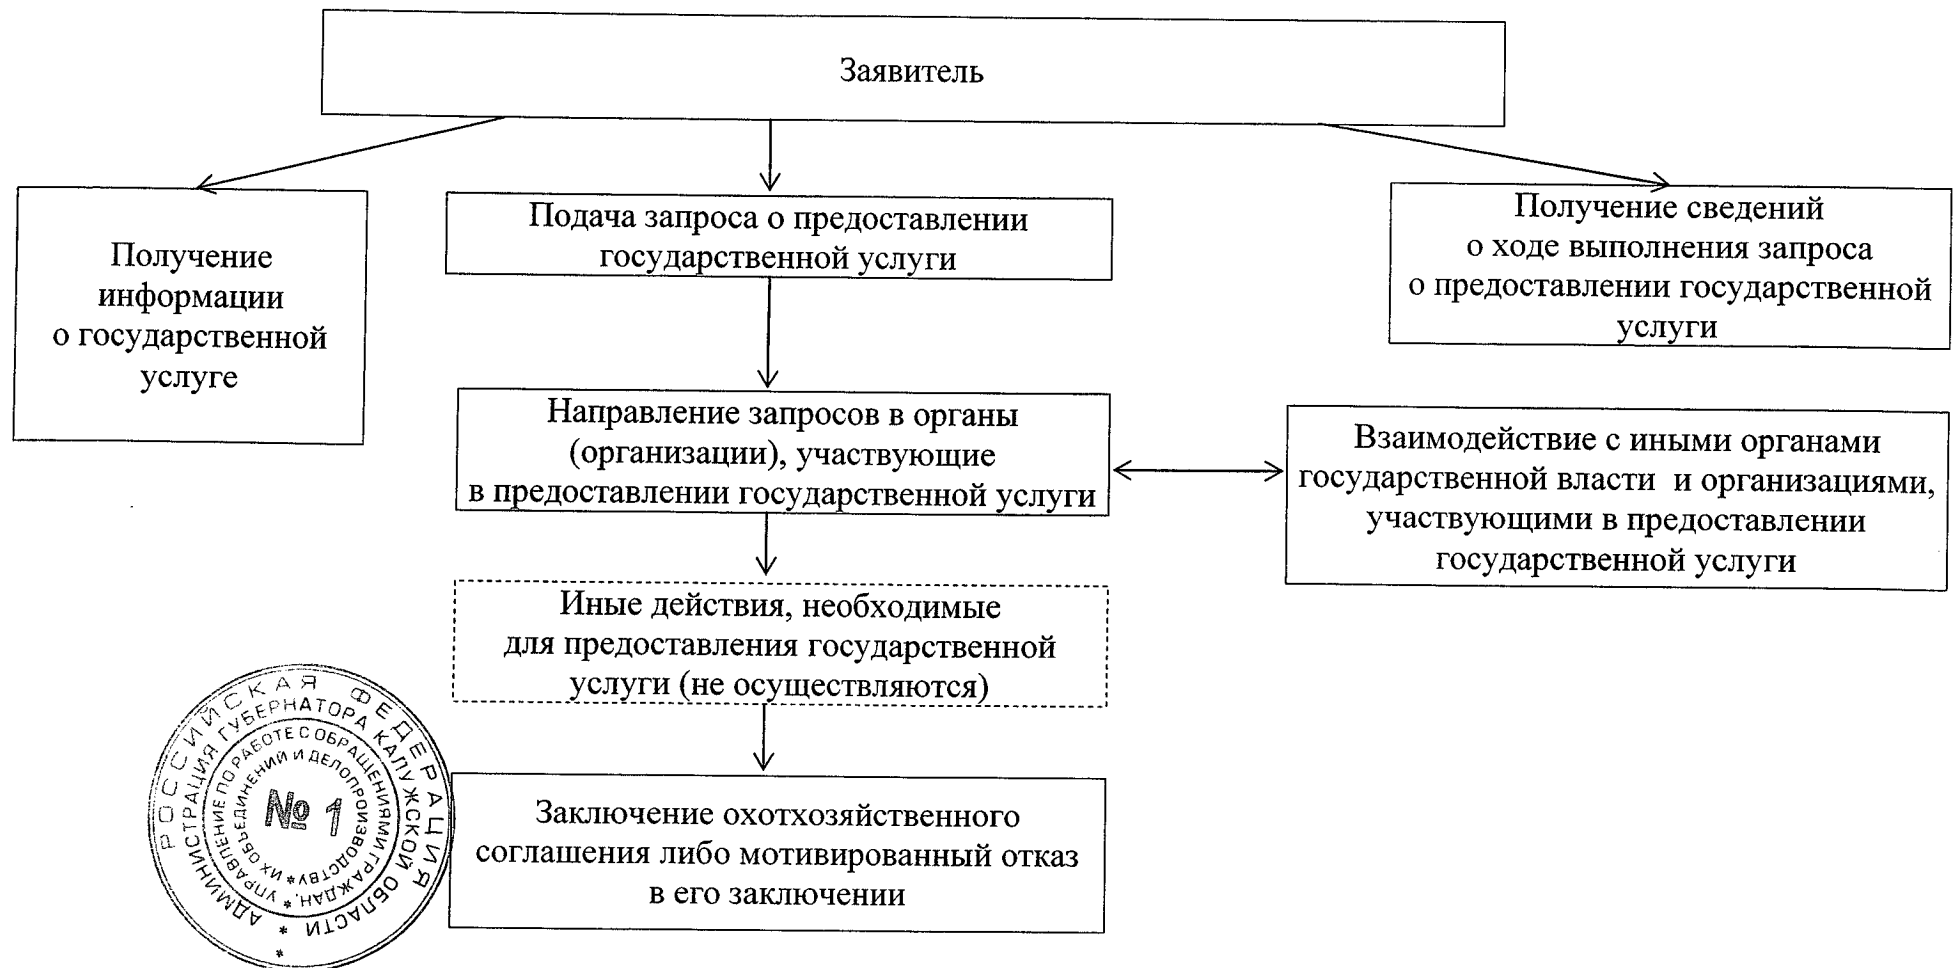 Заявитель
Получение
информации
о государственной
услуге
Подача запроса о предоставлении
государственной услуги
Получение сведений
о ходе выполнения запроса
о предоставлении государственной
услуги
Направление запросов в органы
(организации), участвующие
в предоставлении государственной услуги
Взаимодействие с иными органами
государственной власти и организациями,
участвующими в предоставлении
государственной услуги
Иные действия, необходимые
для предоставления государственной
услуги (не осуществляются)
Заключение охотхозяйственного
соглашения либо мотивированный отказ
в его заключении
РОССИЙСКАЯ ФЕДЕРАЦИЯ *
АДМИНИСТРАЦИЯ ГУБЕРНАТОРА КАЛУЖСКОЙ ОБЛАСТИ *
УПРАВЛЕНИЕ ПО РАБОТЕ С ОБРАЩЕНИЯМИ ГРАЖДАН, *
ИХ ОБЪЕДИНЕНИЙ И ДЕЛОПРОИЗВОДСТВУ *
№ 1